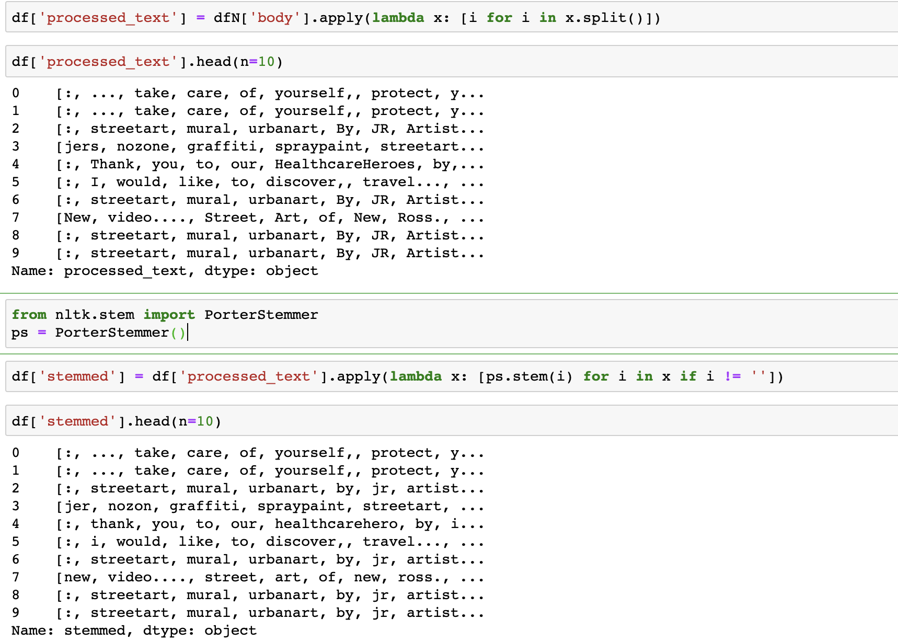 df['processed_text'] = dfN['body'].apply(lambda x: [i for i in x.split()])
df['processed_text'].head(n=10)
0    [:, ..., take, care, of, yourself,, protect, y...
1    [:, ..., take, care, of, yourself,, protect, y...
2    [:, streetart, mural, urbanart, By, JR, Artist...
3    [jers, nozone, graffiti, spraypaint, streetart...
4    [:, Thank, you, to, our, HealthcareHeroes, by,...
5    [:, I, would, like, to, discover,, travel..., ...
6    [:, streetart, mural, urbanart, By, JR, Artist...
7    [New, video...., Street, Art, of, New, Ross., ...
8    [:, streetart, mural, urbanart, By, JR, Artist...
9    [:, streetart, mural, urbanart, By, JR, Artist...
Name: processed_text, dtype: object
from nltk.stem import PorterStemmer
ps = PorterStemmer()
df['stemmed'] = df['processed_text'].apply(lambda x: [ps.stem(i) for i in x if i != ''])
df['stemmed'].head(n=10)
0    [:, ..., take, care, of, yourself,, protect, y...
1    [:, ..., take, care, of, yourself,, protect, y...
2    [:, streetart, mural, urbanart, by, jr, artist...
3    [jer, nozon, graffiti, spraypaint, streetart, ...
4    [:, thank, you, to, our, healthcarehero, by, i...
5    [:, i, would, like, to, discover,, travel..., ...
6    [:, streetart, mural, urbanart, by, jr, artist...
7    [new, video...., street, art, of, new, ross., ...
8    [:, streetart, mural, urbanart, by, jr, artist...
9    [:, streetart, mural, urbanart, by, jr, artist...
Name: stemmed, dtype: object